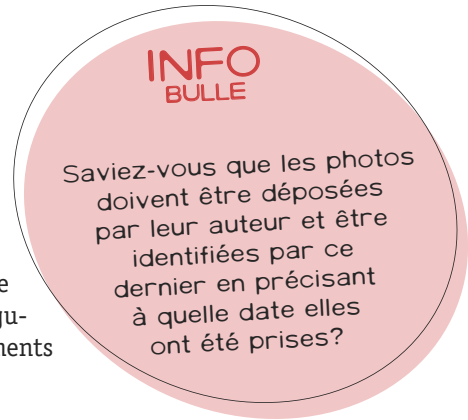 INFO
BULLE
Saviez-vous que les photos
doivent être déposées
par leur auteur et être
identifiées par ce
dernier en précisant
à quelle date elles
ont été prises?